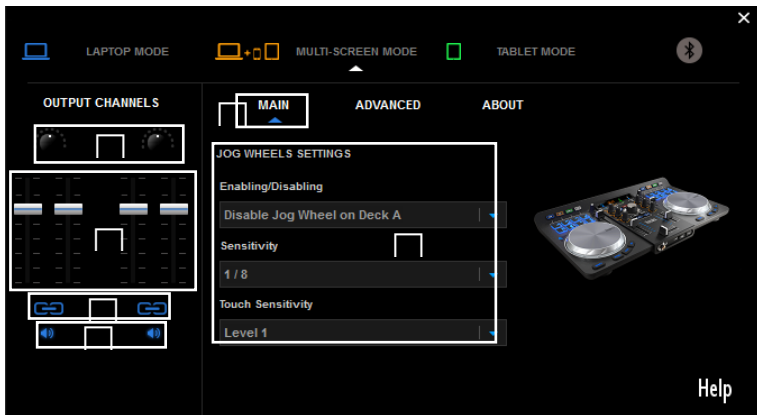 LAPTOP MODE
MULTI-SCREEN MODE
TABLET MODE
OUTPUT CHANNELS
MAIN
ADVANCED
ABOUT
JOG WHEELS SETTINGS
Enabling/Disabling
Disable Jog Wheel on Deck A
Sensitivity
1 / 8
Touch Sensitivity
Level 1
Help